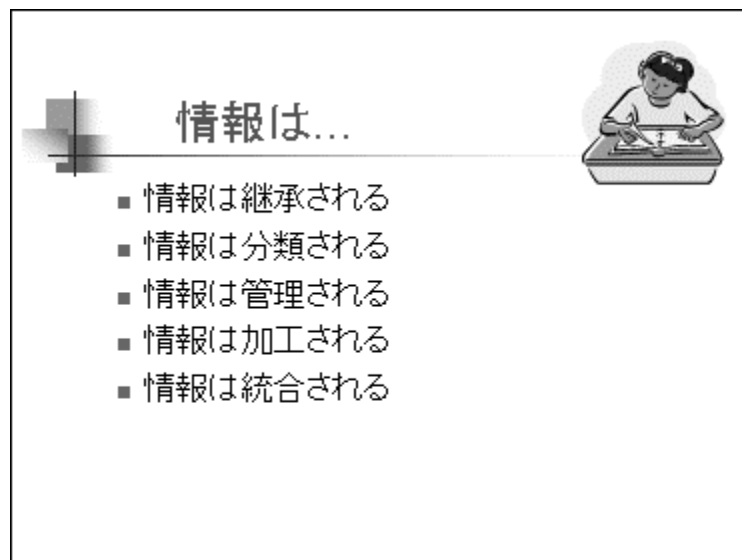 情報は...
情報は継承される
情報は分類される
情報は管理される
情報は加工される
情報は統合される